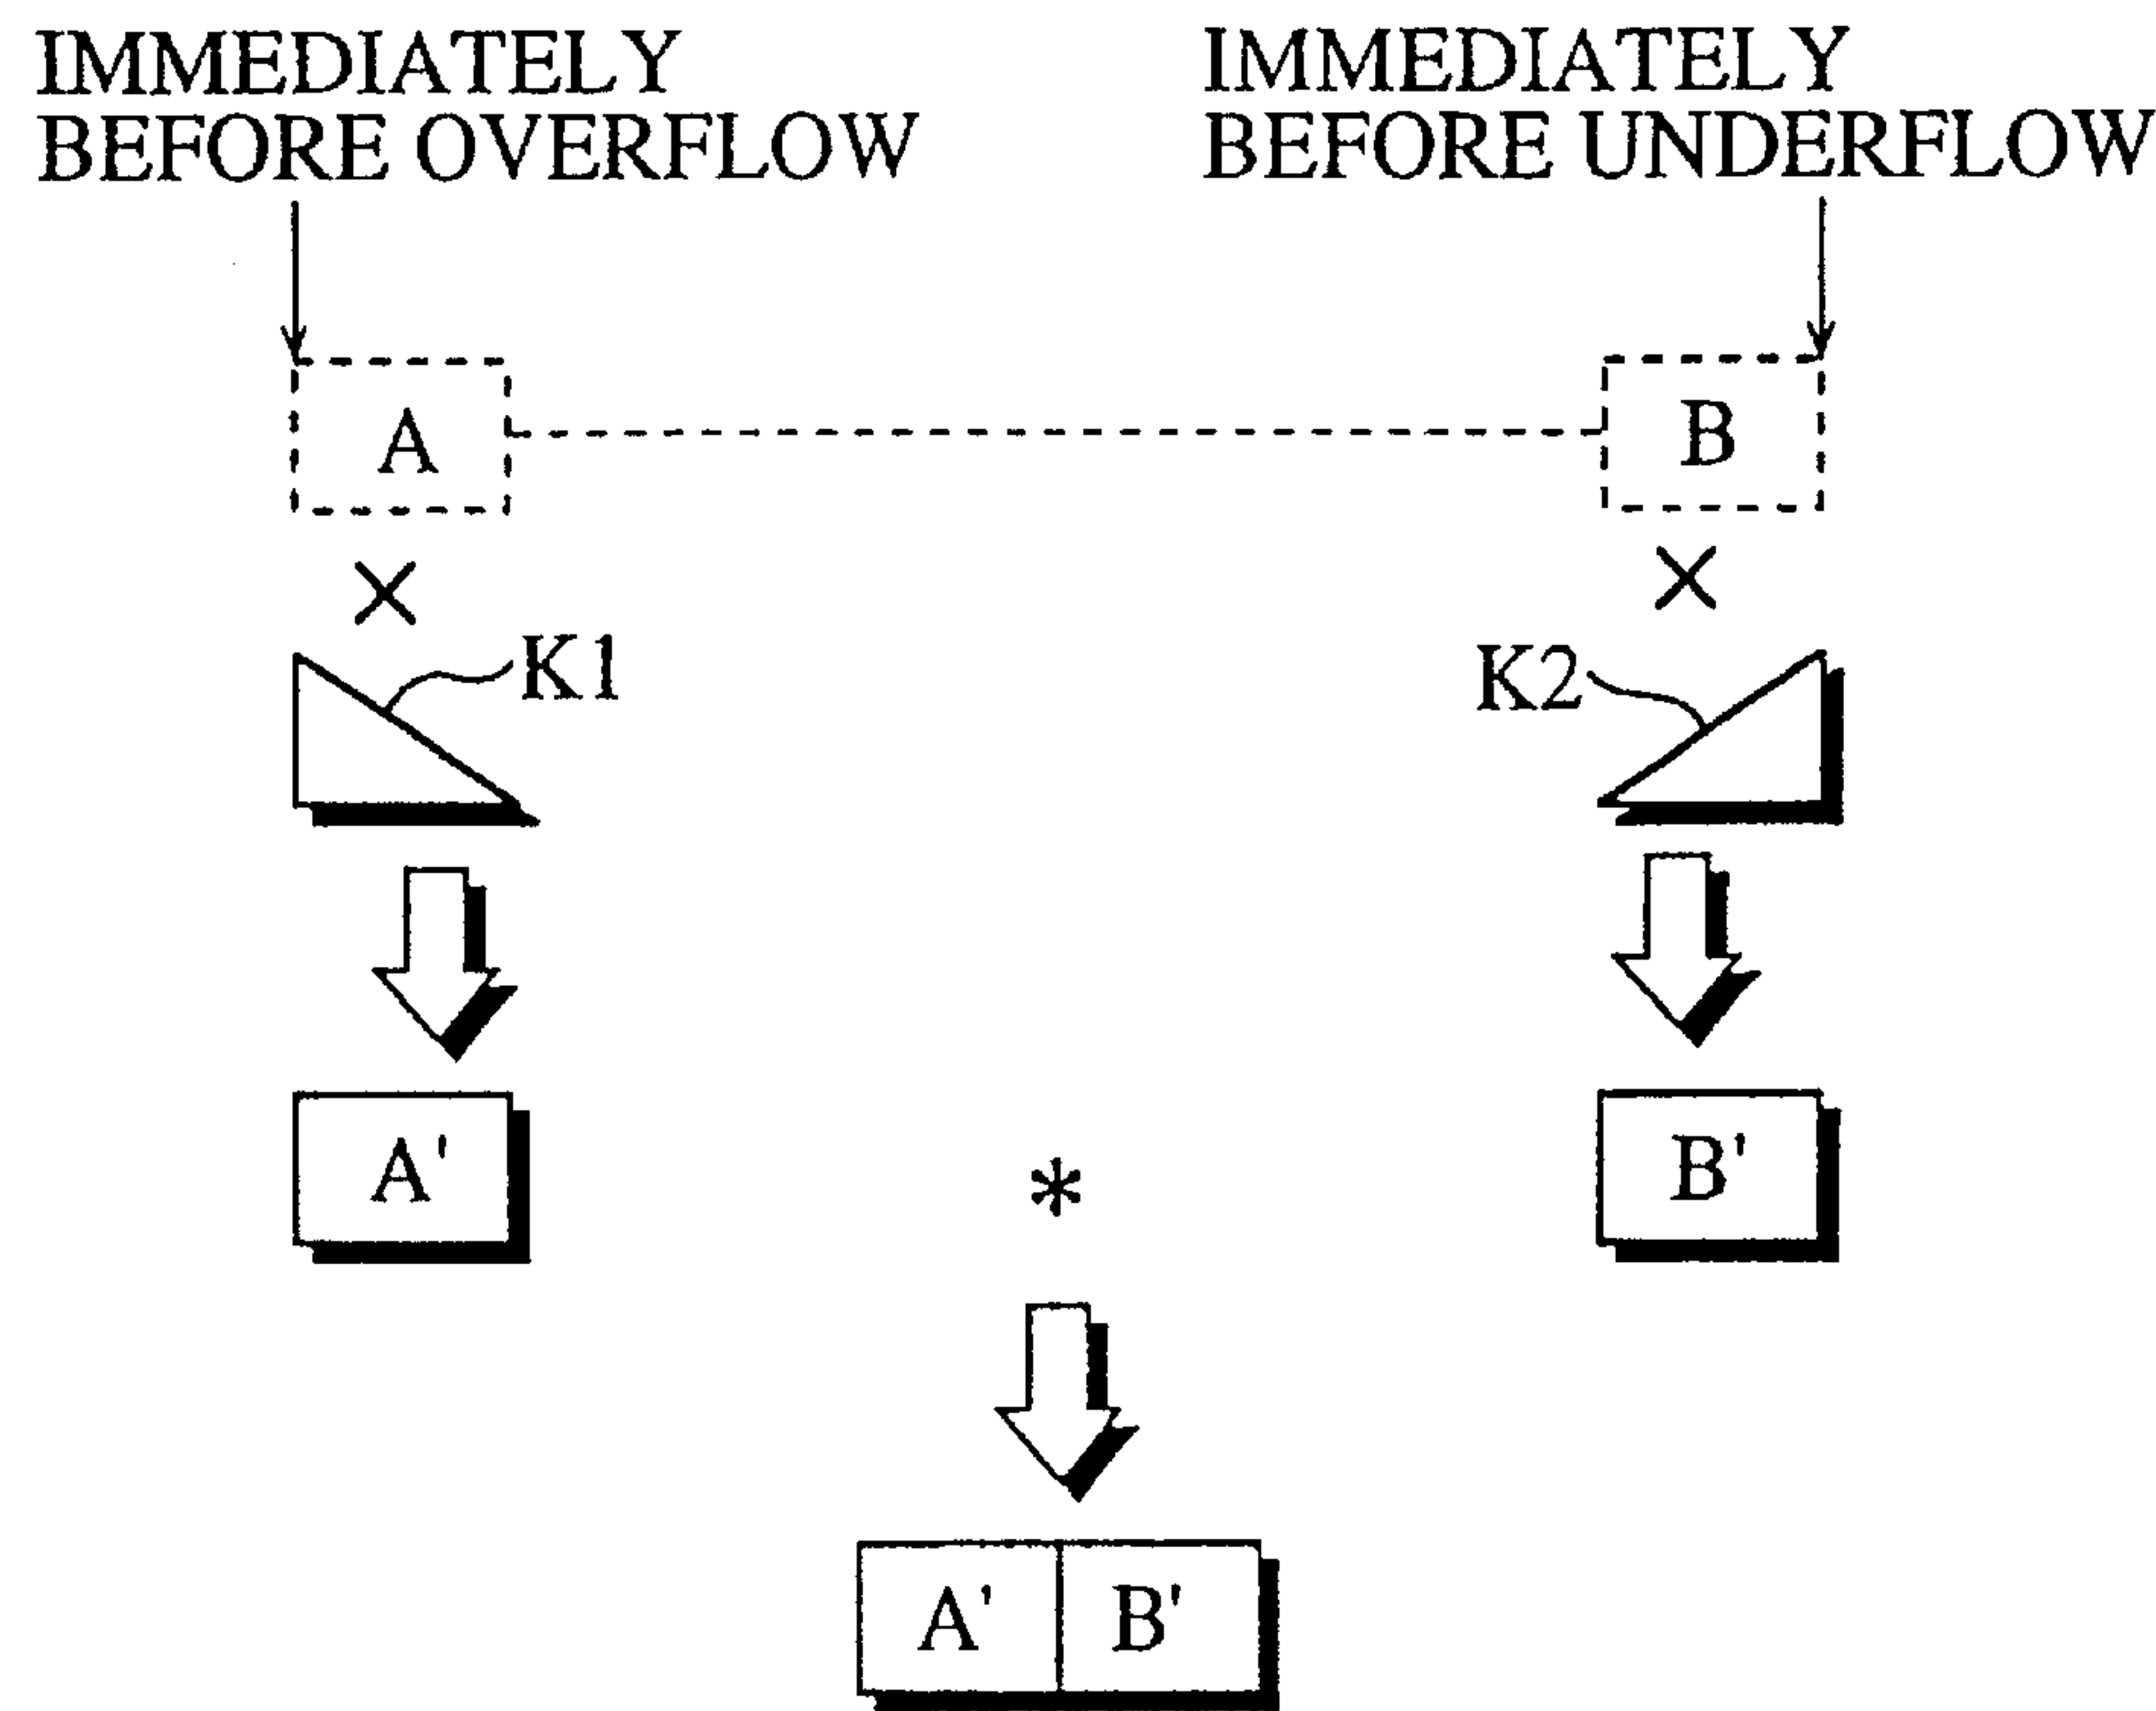 IMMEDIATELY
BEFORE OVERFLOW
IMMEDIATELY
BEFORE UNDERFLOW
A
B
×
×
K1
K2
A'
*
B'
A' B'